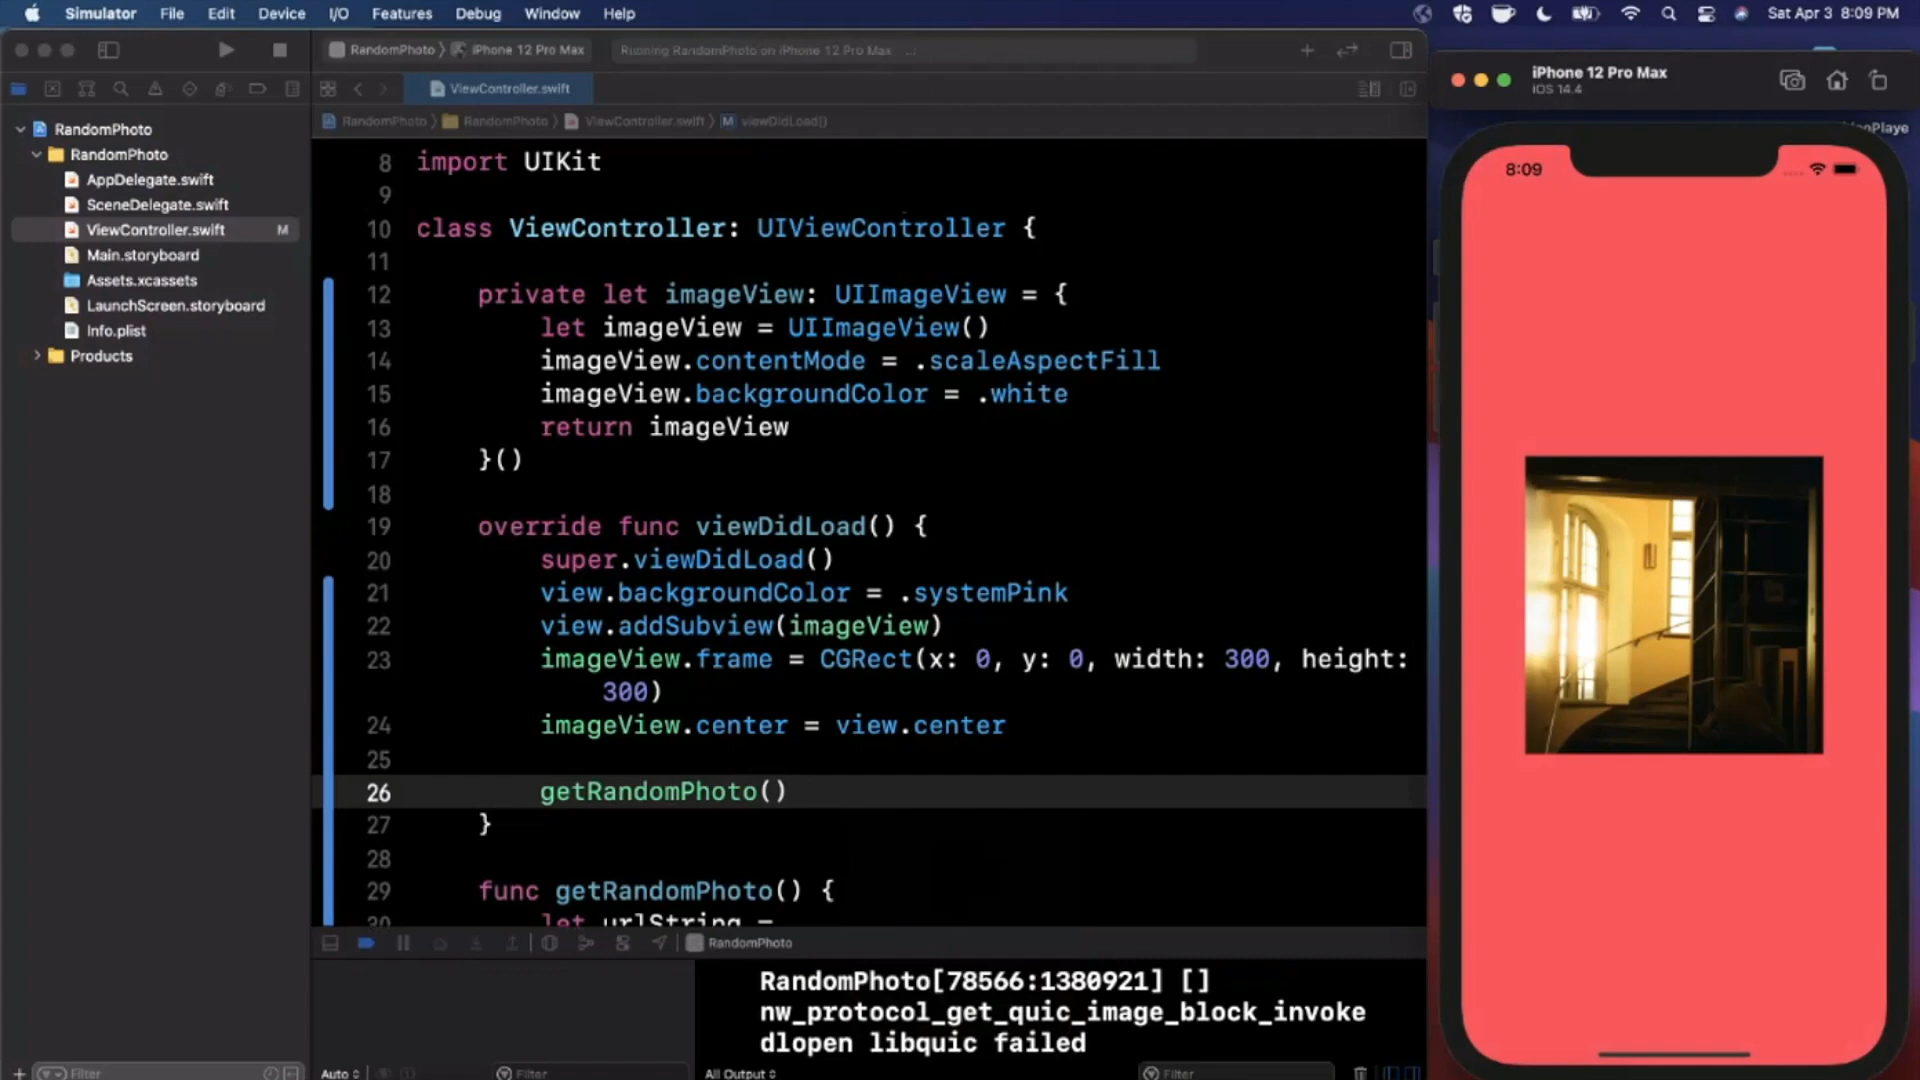 Simulator File Edit Device I/O Features Debug Window Help
Sat Apr 3 8:09 PM
RandomPhoto iPhone 12 Pro Max
Running RandomPhoto on iPhone 12 Pro Max
ViewController.swift
RandomPhoto RandomPhoto ViewController.swift M viewDidLoad()
RandomPhoto
RandomPhoto
AppDelegate.swift
SceneDelegate.swift
ViewController.swift M
Main.storyboard
Assets.xcassets
LaunchScreen.storyboard
Info.plist
Products
8 import UIKit
9
10 class ViewController: UIViewController {
11
12 private let imageView: UIImageView = {
13 let imageView = UIImageView()
14 imageView.contentMode = .scaleAspectFill
15 imageView.backgroundColor = .white
16 return imageView
17 }()
18
19 override func viewDidLoad() {
20 super.viewDidLoad()
21 view.backgroundColor = .systemPink
22 view.addSubview(imageView)
23 imageView.frame = CGRect(x: 0, y: 0, width: 300, height:
300)
24 imageView.center = view.center
25
26 getRandomPhoto()
27 }
28
29 func getRandomPhoto() {
30 let urlString =
RandomPhoto
RandomPhoto[78566:1380921] []
nw_protocol_get_quic_image_block_invoke
dlopen libquic failed
Filter
Auto
Filter
All Output
Filter
iPhone 12 Pro Max
iOS 14.4
8:09